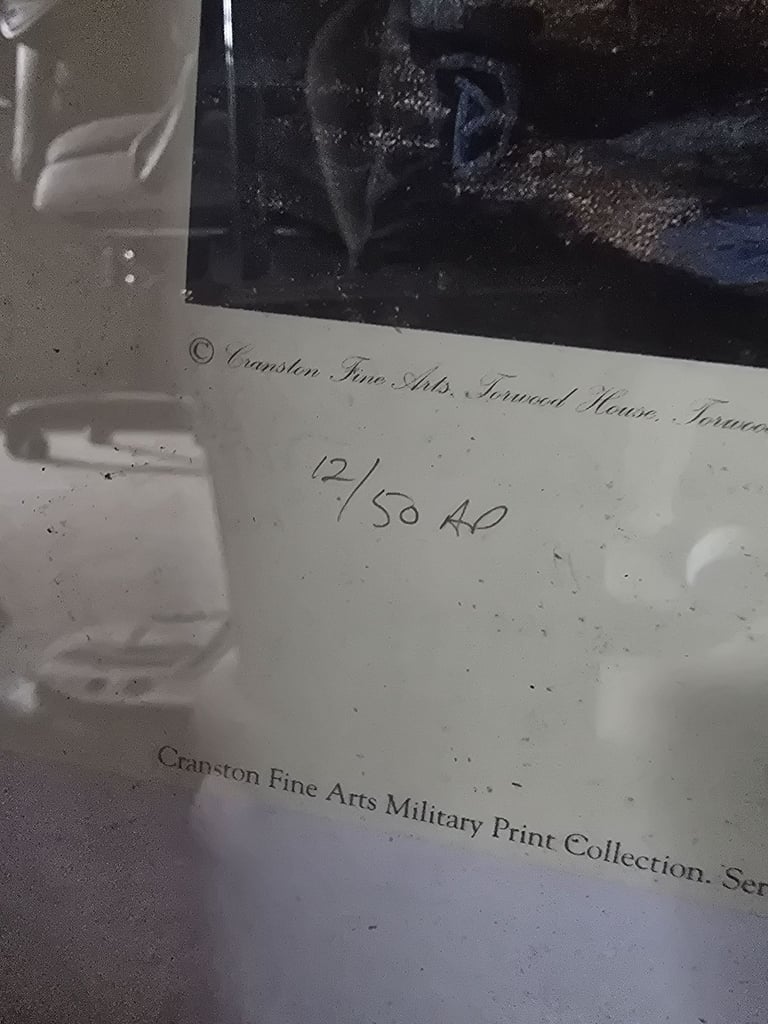 © Cranston Fine Arts. Torwood House. Torwoo
12/50 AP
Cranston Fine Arts Military Print Collection. Ser